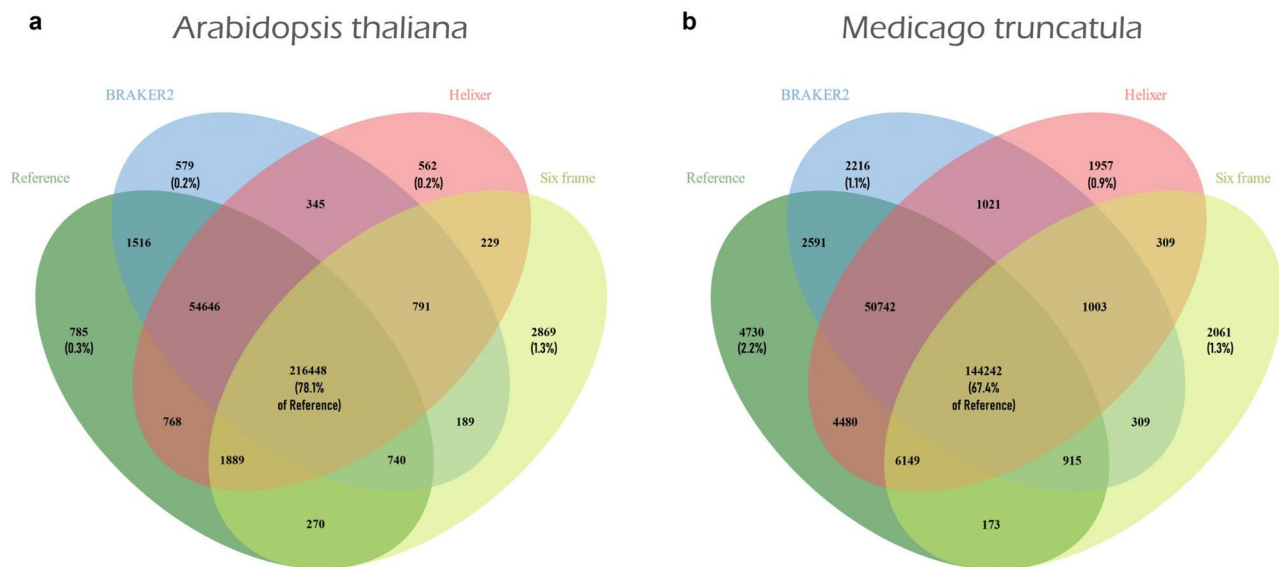 a
Arabidopsis thaliana
BRAKER2
Helixer
Reference
Six frame
579
(0.2%)
562
(0.2%)
345
1516
229
54646
791
785
(0.3%)
2869
(1.3%)
216448
(78.1%
of Reference)
768
189
1889
740
270
b
Medicago truncatula
BRAKER2
Helixer
Reference
Six frame
2216
(1.1%)
1957
(0.9%)
1021
2591
309
50742
1003
4730
(2.2%)
2061
(1.3%)
144242
(67.4%
of Reference)
4480
309
6149
915
173